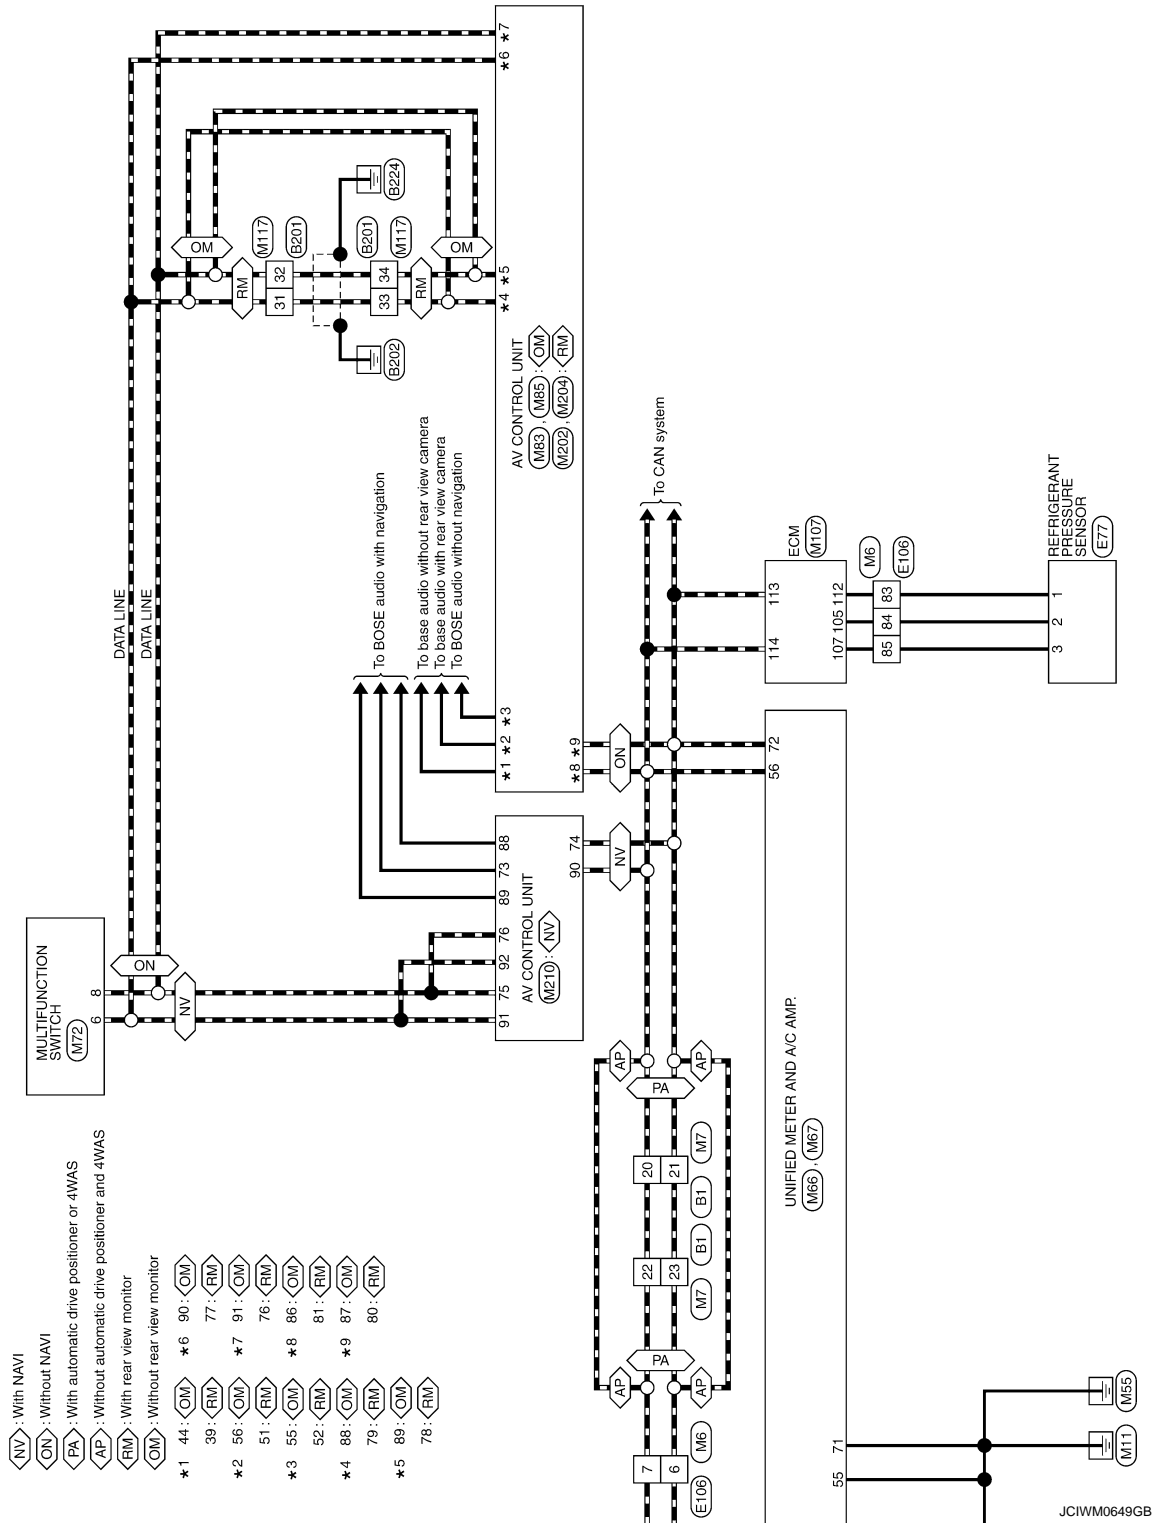 NV : With NAVI
ON : Without NAVI
PA : With automatic drive positioner or 4WAS
AP : Without automatic drive positioner and 4WAS
RM : With rear view monitor
OM : Without rear view monitor
★1 44 : OM
39 : RM
★2 56 : OM
51 : RM
★3 55 : OM
52 : RM
★4 88 : OM
79 : RM
★5 89 : OM
78 : RM
★6 90 : OM
77 : RM
★7 91 : OM
76 : RM
★8 86 : OM
81 : RM
★9 87 : OM
80 : RM
MULTIFUNCTION
SWITCH
M72
6
8
ON
NV
DATA LINE
DATA LINE
OM
RM
M117
B201
31
32
B202
B224
B201
M117
33
34
RM
OM
★4
★5
★6
★7
To BOSE audio with navigation
To base audio without rear view camera
To base audio with rear view camera
To BOSE audio without navigation
91
75
92
76
89
73
88
AV CONTROL UNIT
M210 : NV
90
74
NV
★1
★2
★3
AV CONTROL UNIT
M83 , M85 : OM
M202 , M204 : RM
★8
★9
ON
To CAN system
E106
M6
7
6
AP
PA
AP
M7
B1
22
23
B1
M7
20
21
AP
PA
AP
56
72
UNIFIED METER AND A/C AMP.
M66 , M67
55
71
M11
M55
114
113
ECM
M107
107
105
112
M6
E106
85
84
83
3
2
1
REFRIGERANT
PRESSURE
SENSOR
E77
JCIWM0649GB